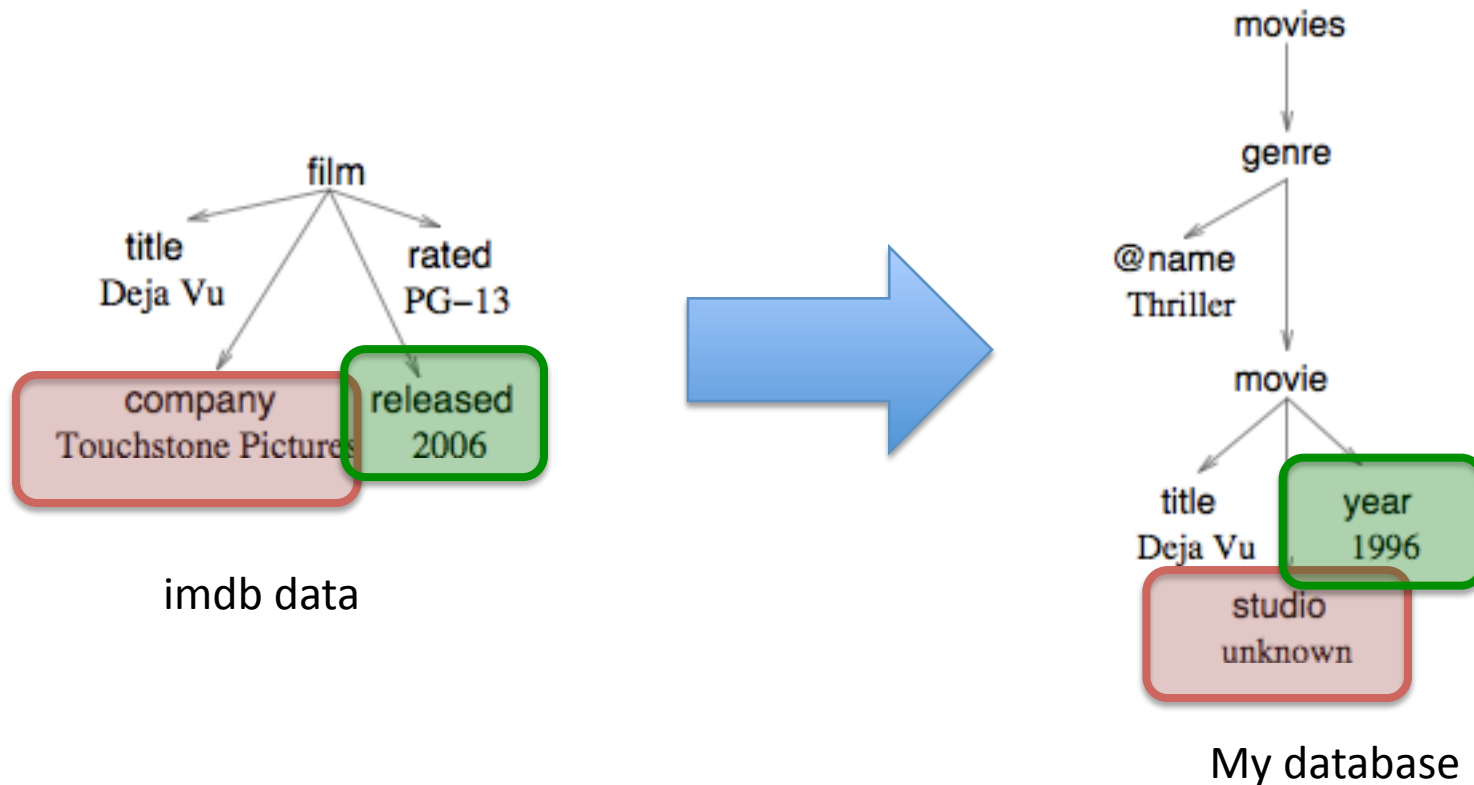 film
title
Deja Vu
rated
PG−13
company
Touchstone Pictures
released
2006
imdb data
movies
genre
@name
Thriller
movie
title
Deja Vu
year
1996
studio
unknown
My database